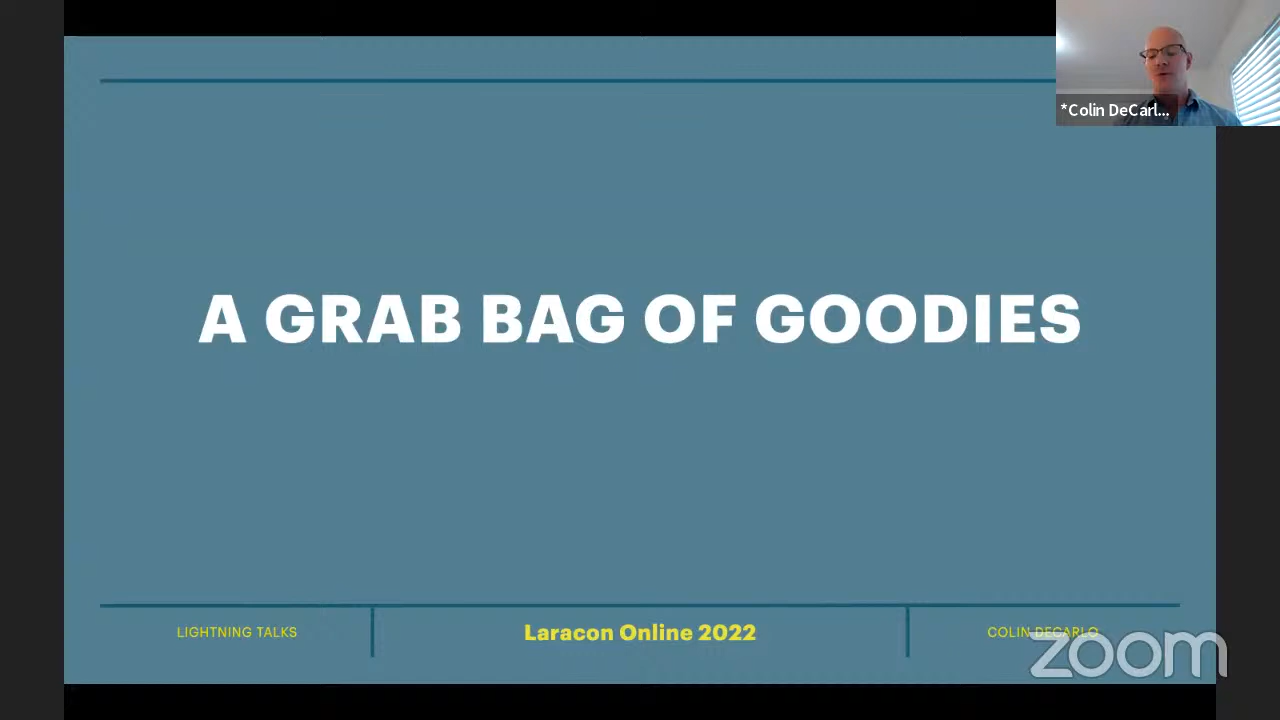 *Colin DeCarl...
A GRAB BAG OF GOODIES
LIGHTNING TALKS
Laracon Online 2022
COLIN DECARLO
zoom